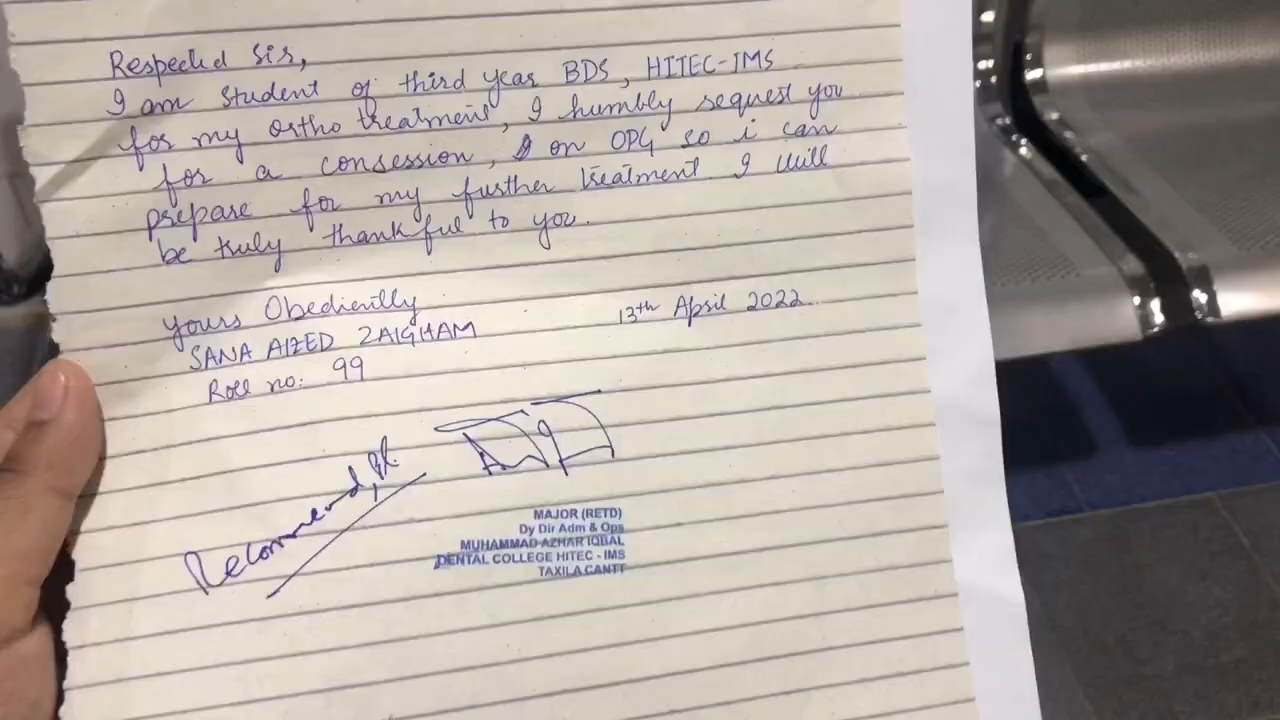 Respected Sir,
I am student of third year BDS, HITEC-IMS
for my ortho treatment, I humbly request you
for a consession, on OPG so i can
prepare for my further treatment I will
be truly thankful to you.
Yours Obediently
13th April 2022.
SANA AIZED ZAIGHAM
Roll no: 99
Recommend,
MAJOR (RETD)
Dy Dir Adm & Ops
MUHAMMAD AZHAR IQBAL
DENTAL COLLEGE HITEC - IMS
TAXILA CANTT